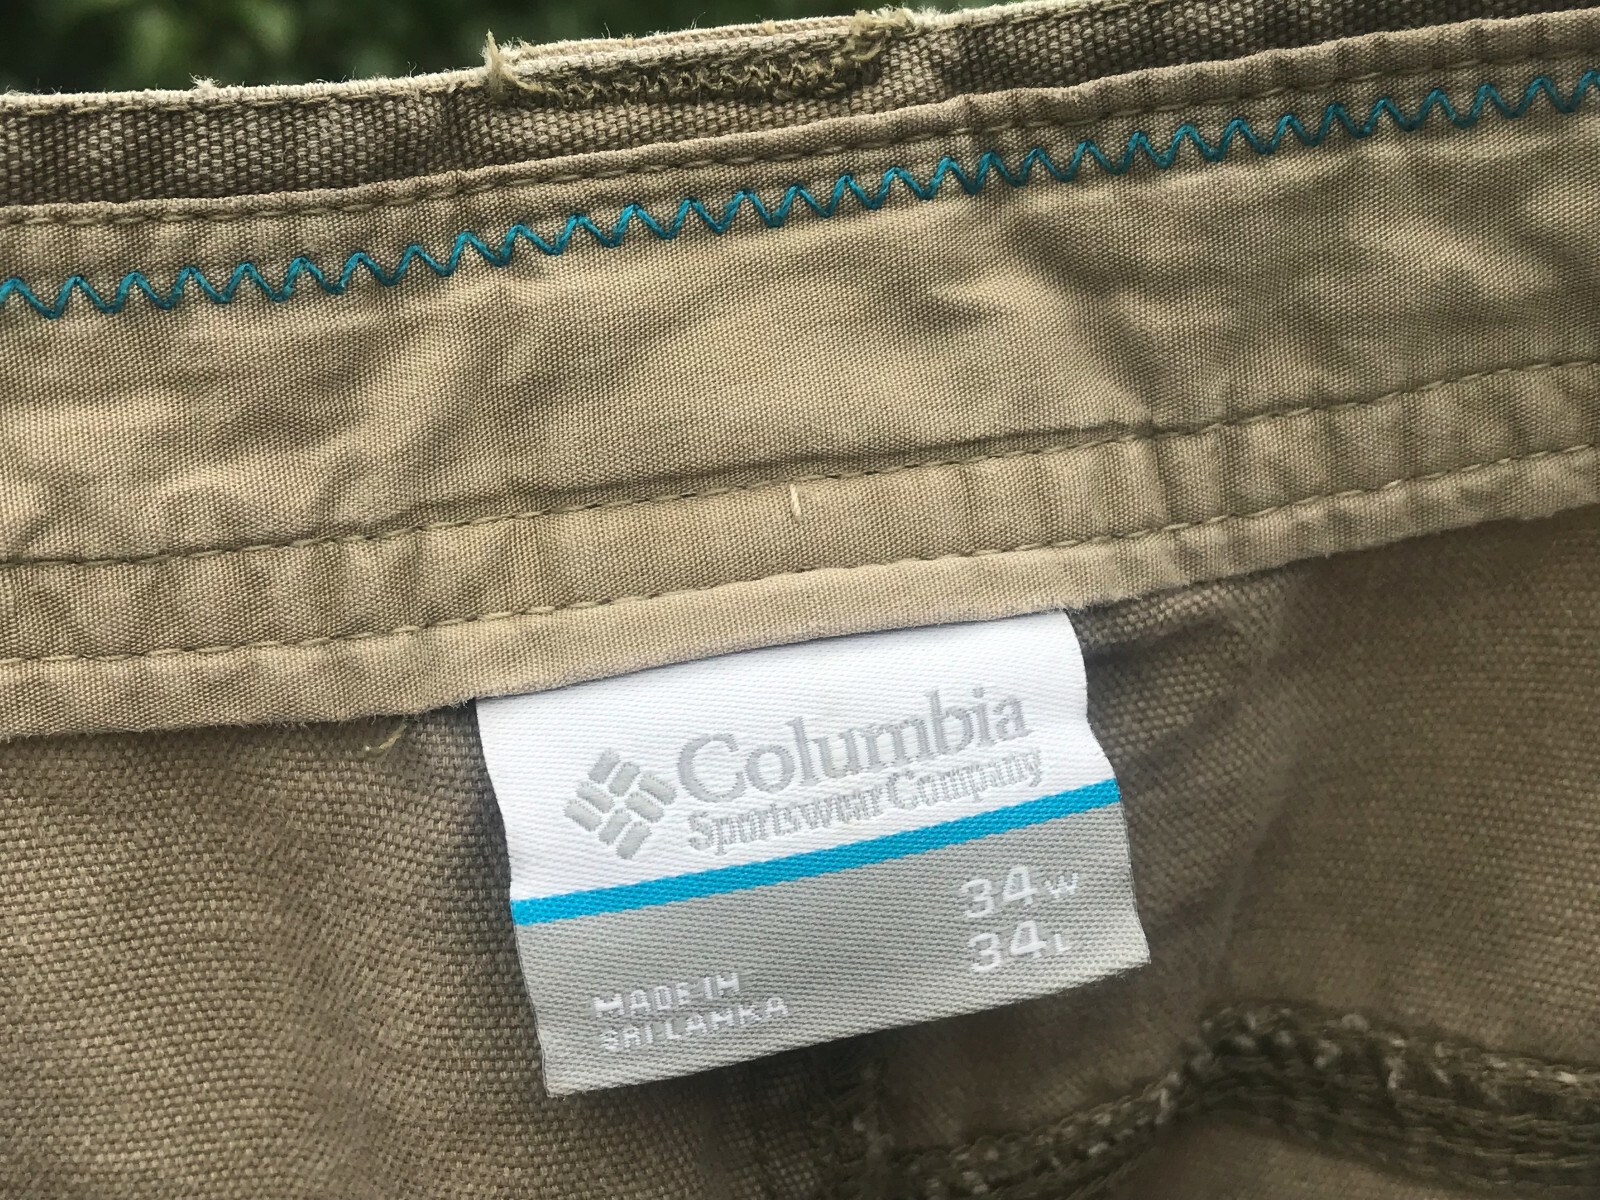 Columbia
Sportswear Company
34W
34L
MADE IN
SRI LANKA